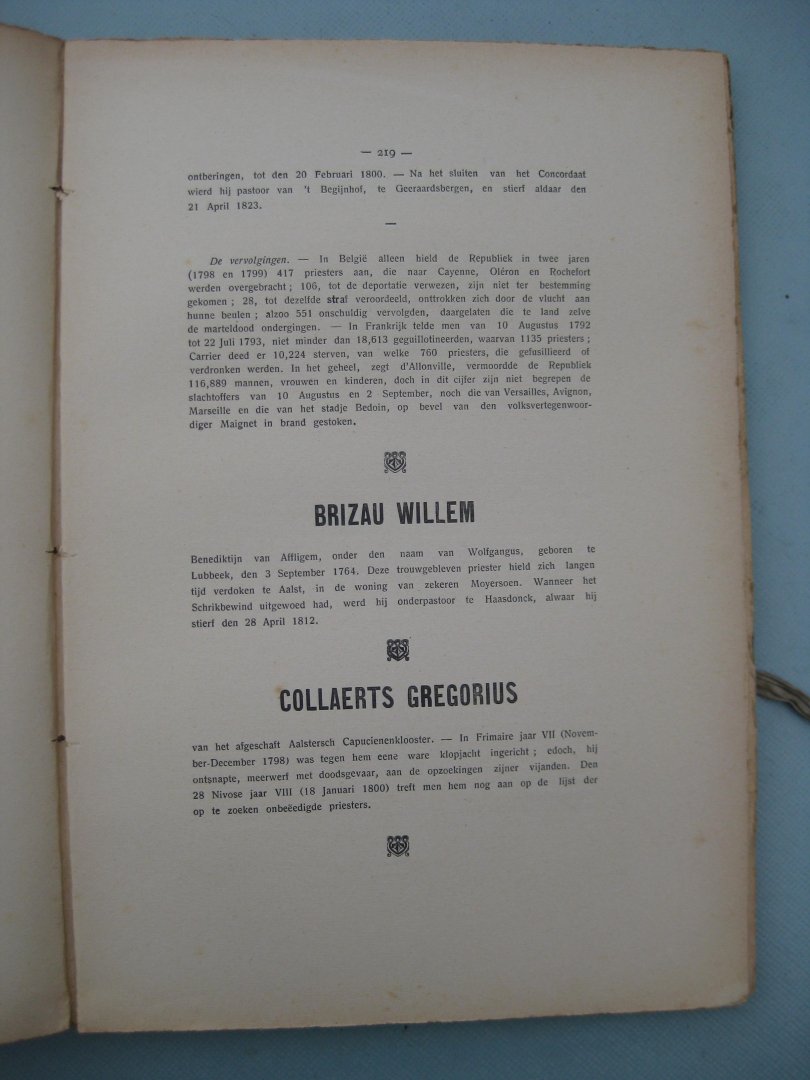 — 219 —
ontberingen, tot den 20 Februari 1800. — Na het sluiten van het Concordaat
wierd hij pastoor van 't Begijnhof, te Geeraardsbergen, en stierf aldaar den
21 April 1823.
—
De vervolgingen. — In België alleen hield de Republiek in twee jaren
(1798 en 1799) 417 priesters aan, die naar Cayenne, Oléron en Rochefort
werden overgebracht ; 106, tot de deportatie verwezen, zijn niet ter bestemming
gekomen ; 28, tot dezelfde straf veroordeeld, onttrokken zich door de vlucht aan
hunne beulen ; alzoo 551 onschuldig vervolgden, daargelaten die te land zelve
de marteldood ondergingen. — In Frankrijk telde men van 10 Augustus 1792
tot 22 Juli 1793, niet minder dan 18,613 geguillotineerden, waarvan 1135 priesters ;
Carrier deed er 10,224 sterven, van welke 760 priesters, die gefusilleerd of
verdronken werden. In het geheel, zegt d'Allonville, vermoordde de Republiek
116,889 mannen, vrouwen en kinderen, doch in dit cijfer zijn niet begrepen de
slachtoffers van 10 Augustus en 2 September, noch die van Versailles, Avignon,
Marseille en die van het stadje Bedoin, op bevel van den volksvertegenwoor-
diger Maignet in brand gestoken.
BRIZAU WILLEM
Benediktijn van Affligem, onder den naam van Wolfgangus, geboren te
Lubbeek, den 3 September 1764. Deze trouwgebleven priester hield zich langen
tijd verdoken te Aalst, in de woning van zekeren Moyersoen. Wanneer het
Schrikbewind uitgewoed had, werd hij onderpastoor te Haasdonck, alwaar hij
stierf den 28 April 1812.
COLLAERTS GREGORIUS
van het afgeschaft Aalstersch Capucienenklooster. — In Frimaire jaar VII (Novem-
ber-December 1798) was tegen hem eene ware klopjacht ingericht ; edoch, hij
ontsnapte, meerwerf met doodsgevaar, aan de opzoekingen zijner vijanden. Den
28 Nivose jaar VIII (18 Januari 1800) treft men hem nog aan op de lijst der
op te zoeken onbeëedigde priesters.